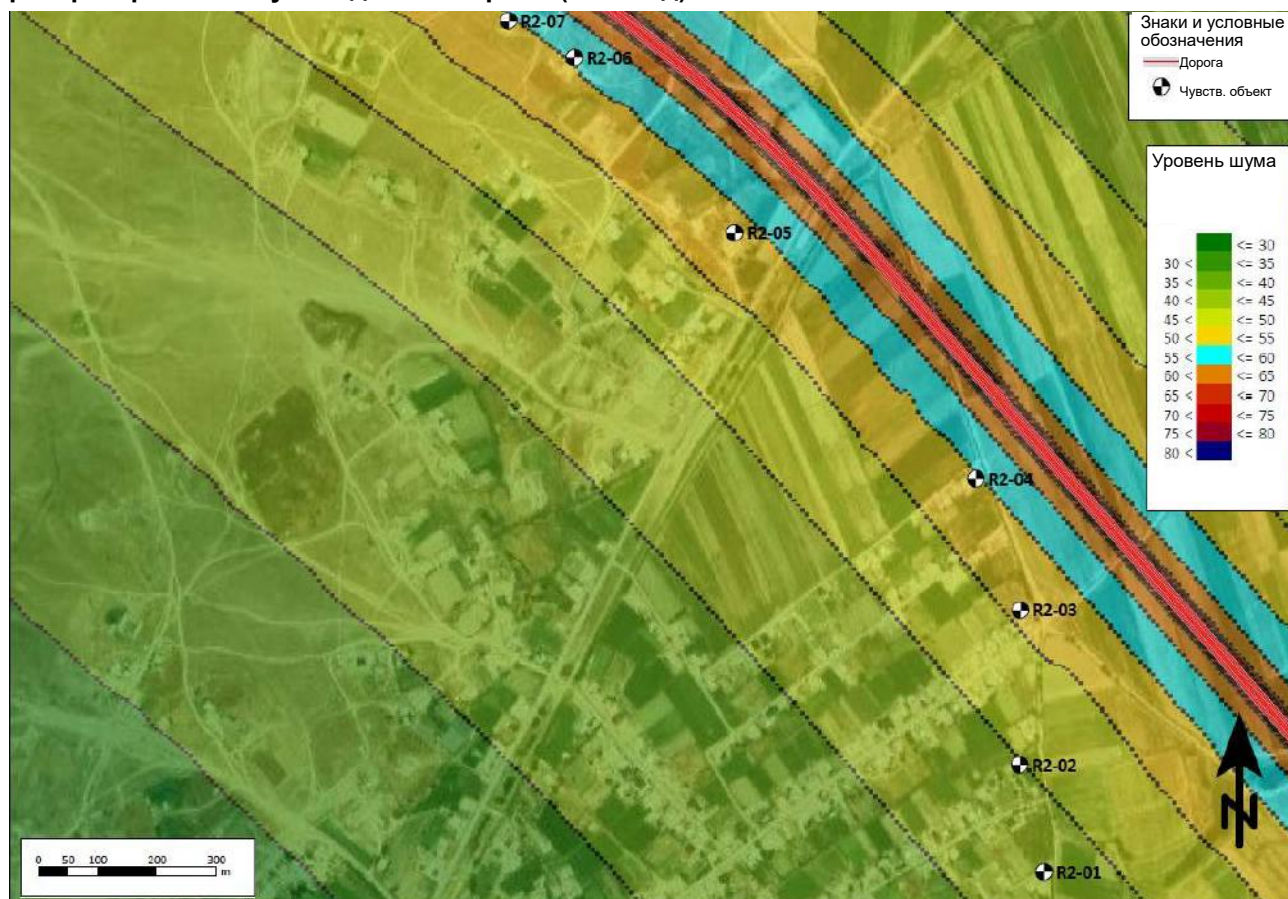 R2-07
R2-06
R2-05
R2-04
R2-03
R2-02
R2-01
Знаки и условные
обозначения
Дорога
Чувств. объект
Уровень шума
<= 30
30 < <= 35
35 < <= 40
40 < <= 45
45 < <= 50
50 < <= 55
55 < <= 60
60 < <= 65
65 < <= 70
70 < <= 75
75 < <= 80
80 <
N
0 50 100 200 300
m